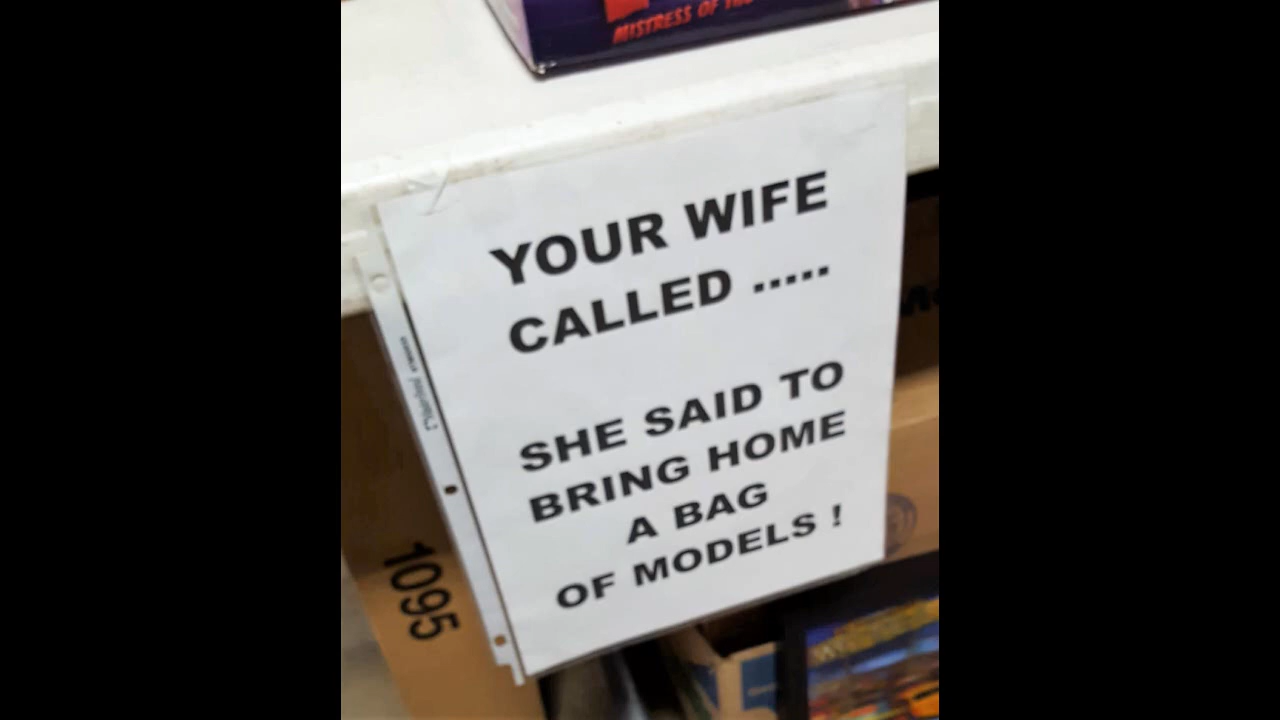 MISTRESS OF
YOUR WIFE
CALLED .....
SHE SAID TO
BRING HOME
A BAG
OF MODELS !
1095